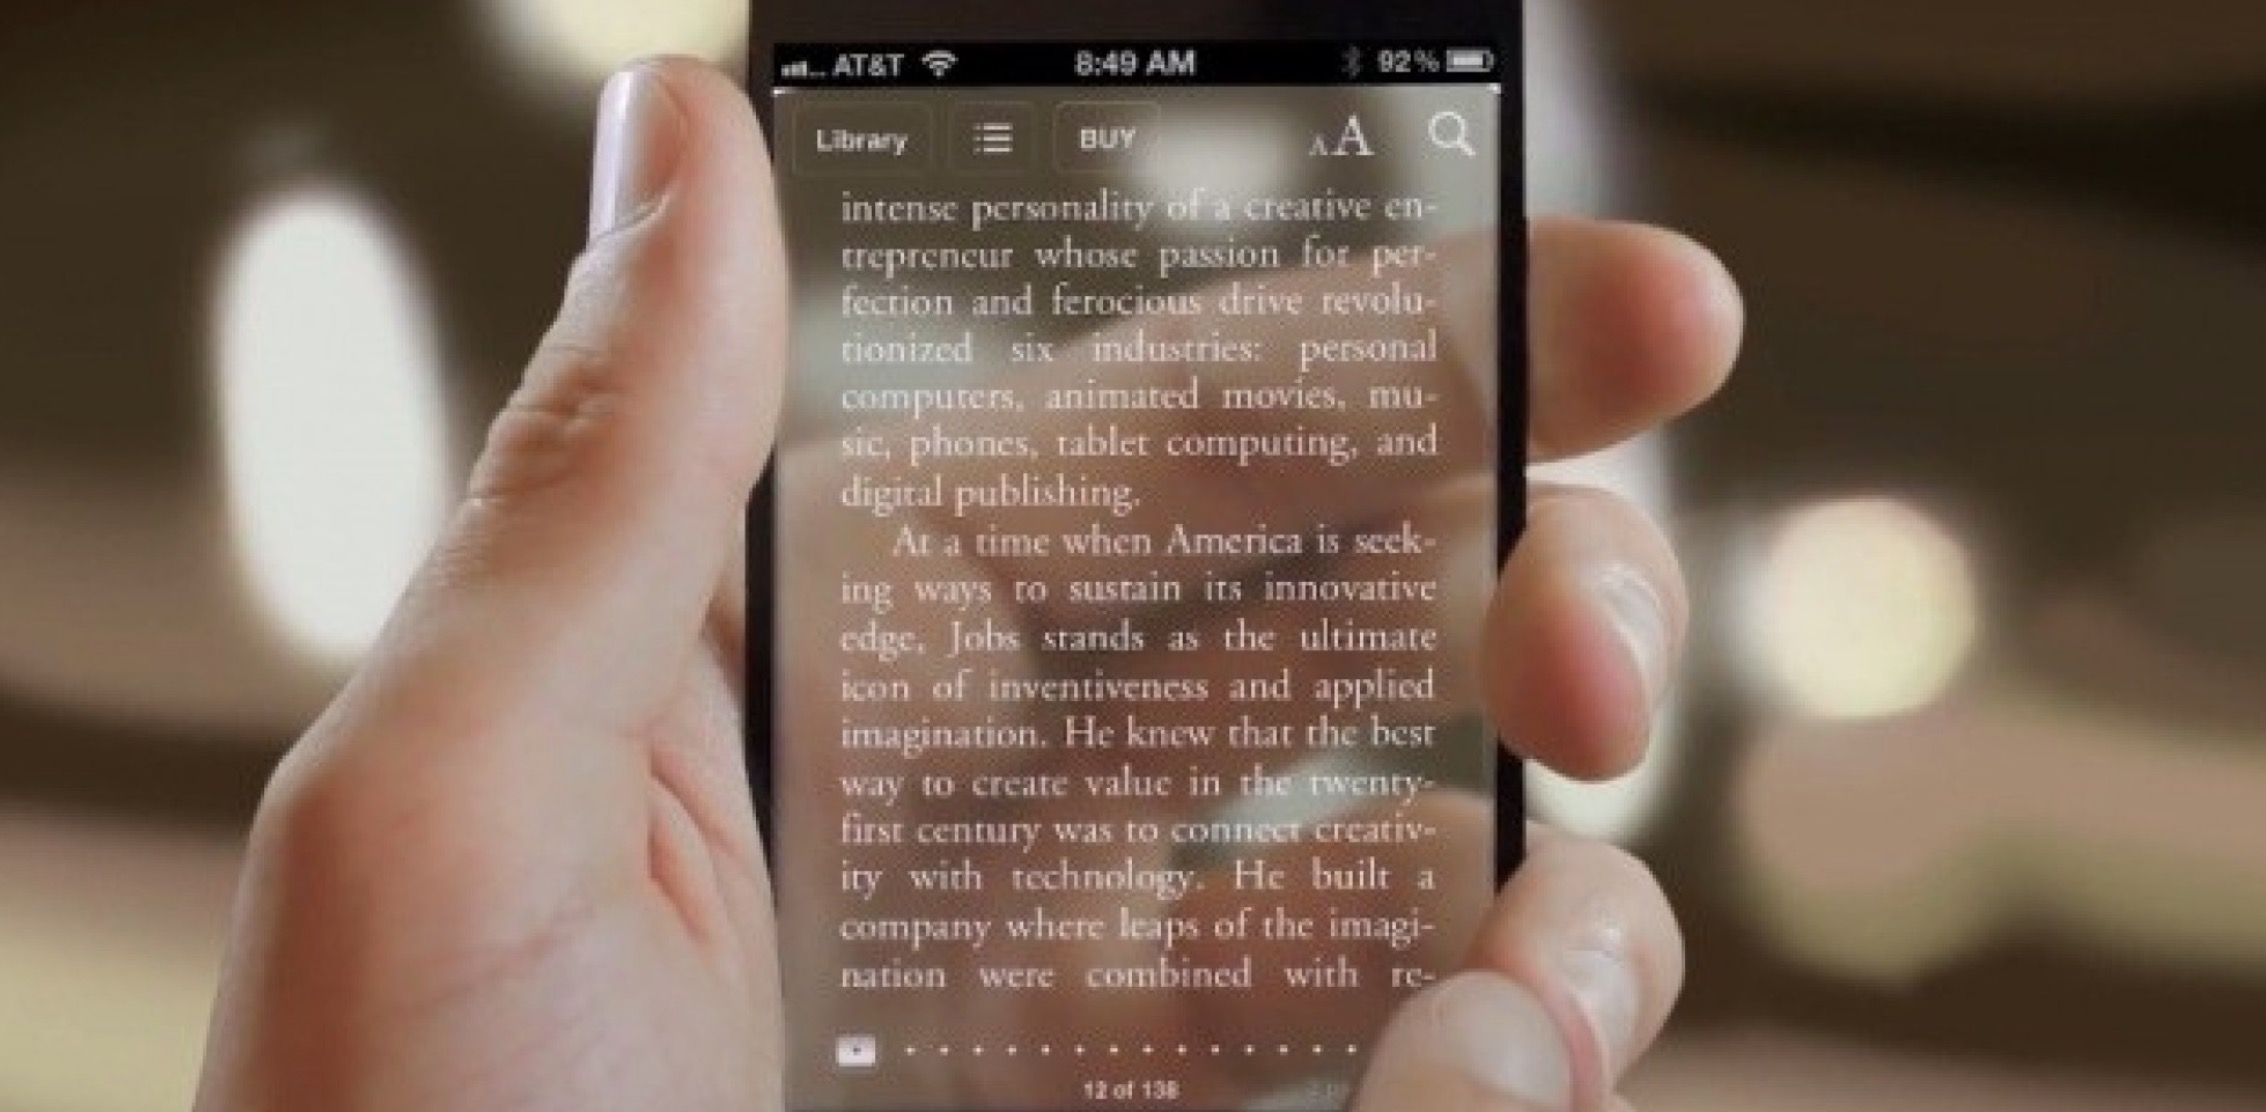 AT&T 8:49 AM 92%
Library BUY AA
intense personality of a creative en-
trepreneur whose passion for per-
fection and ferocious drive revolu-
tionized six industries: personal
computers, animated movies, mu-
sic, phones, tablet computing, and
digital publishing.
At a time when America is seek-
ing ways to sustain its innovative
edge, Jobs stands as the ultimate
icon of inventiveness and applied
imagination. He knew that the best
way to create value in the twenty-
first century was to connect creativ-
ity with technology. He built a
company where leaps of the imagi-
nation were combined with re-
12 of 138